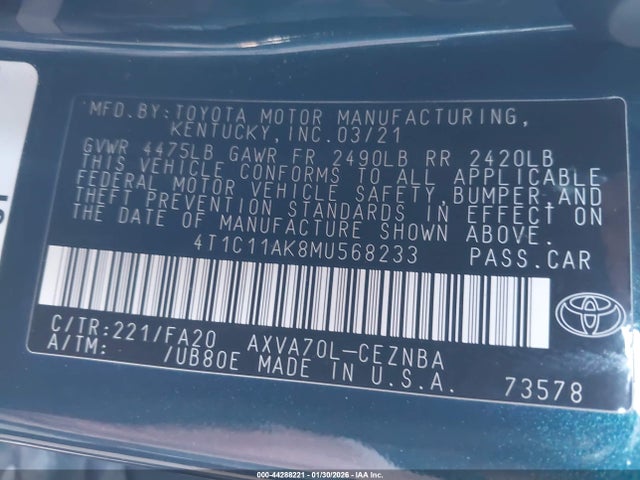 MFD.BY:TOYOTA MOTOR MANUFACTURING,
KENTUCKY,INC.03/21
GVWR 4475LB GAWR FR 2490LB RR 2420LB
THIS VEHICLE CONFORMS TO ALL APPLICABLE
FEDERAL MOTOR VEHICLE SAFETY,BUMPER,AND
THEFT PREVENTION STANDARDS IN EFFECT ON
THE DATE OF MANUFACTURE SHOWN ABOVE.
4T1C11AK8MU568233 PASS.CAR
C/TR:221/FA20 AXVA70L-CEZNBA
A/TM: /UB80E MADE IN U.S.A. 73578
000-44288221 - 01/30/2026 - IAA Inc.